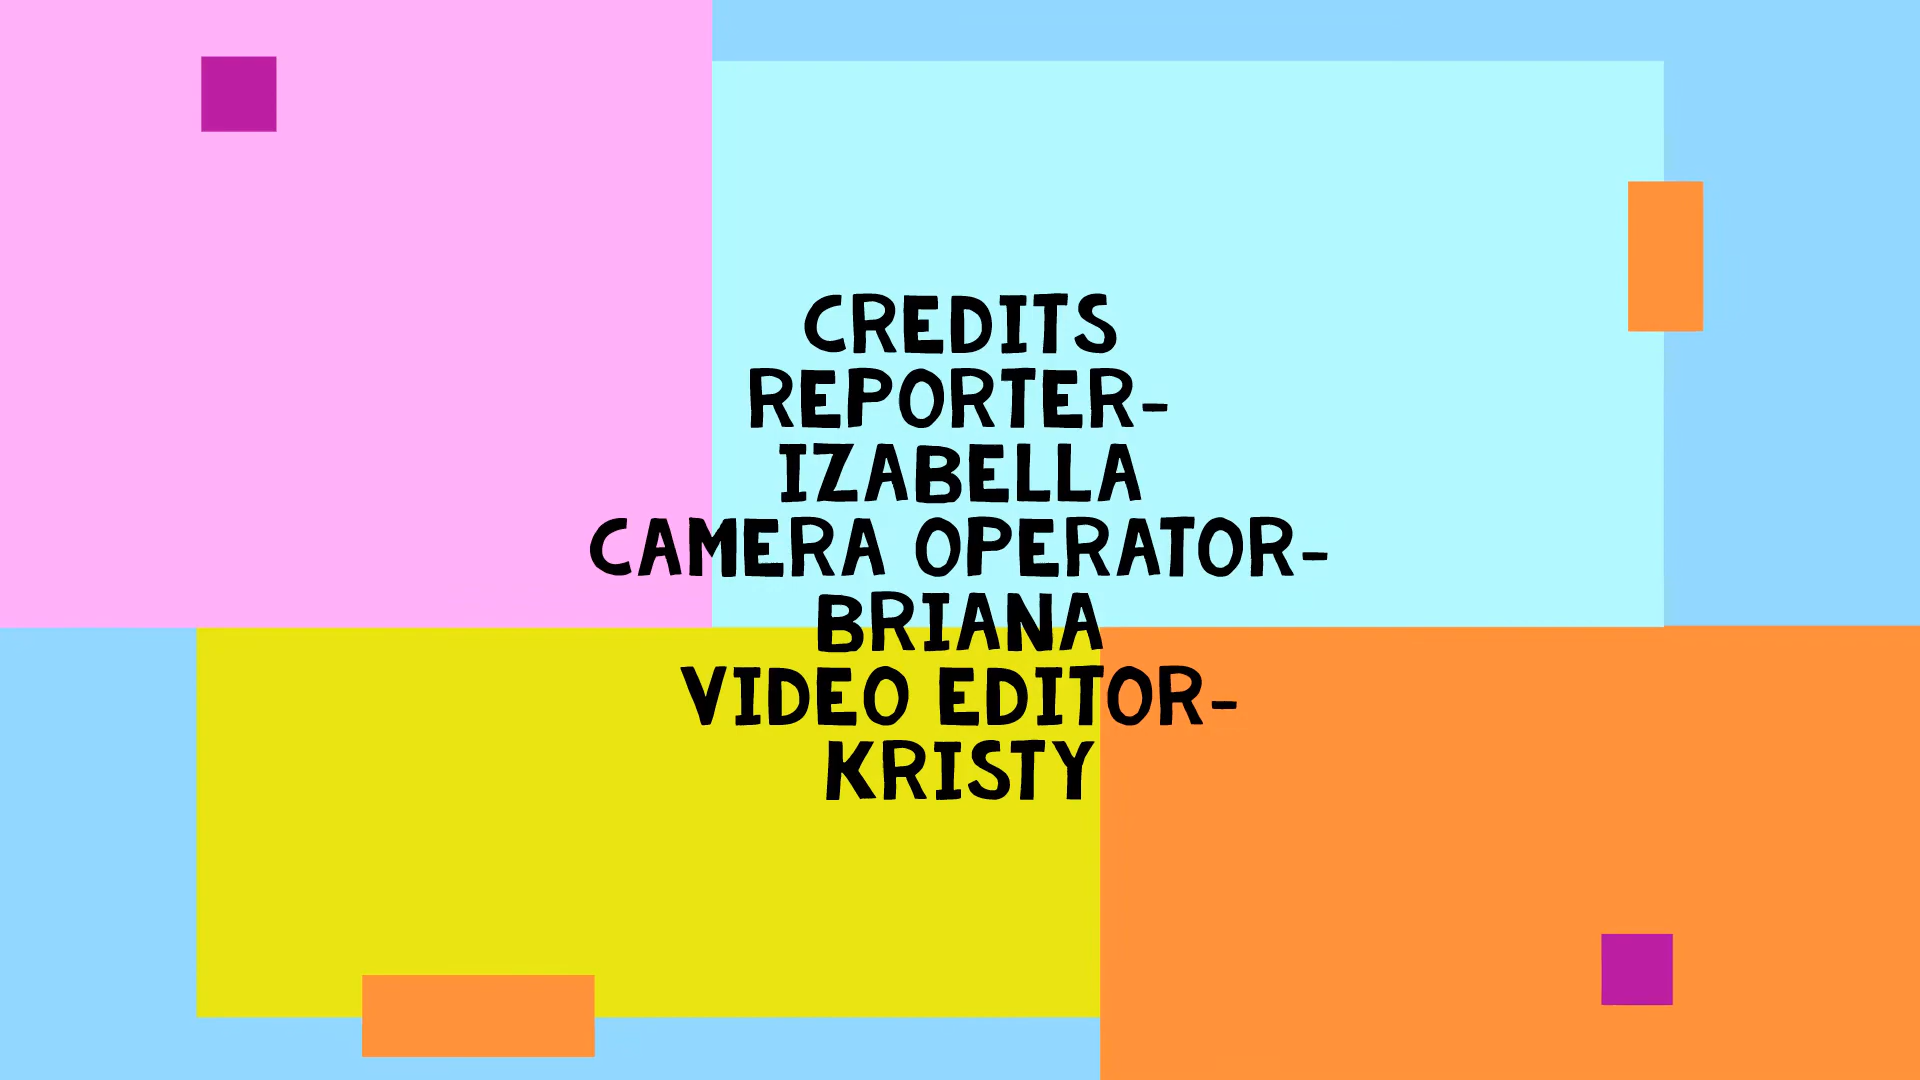 CREDITS
REPORTER-
IZABELLA
CAMERA OPERATOR-
BRIANA
VIDEO EDITOR-
KRISTY